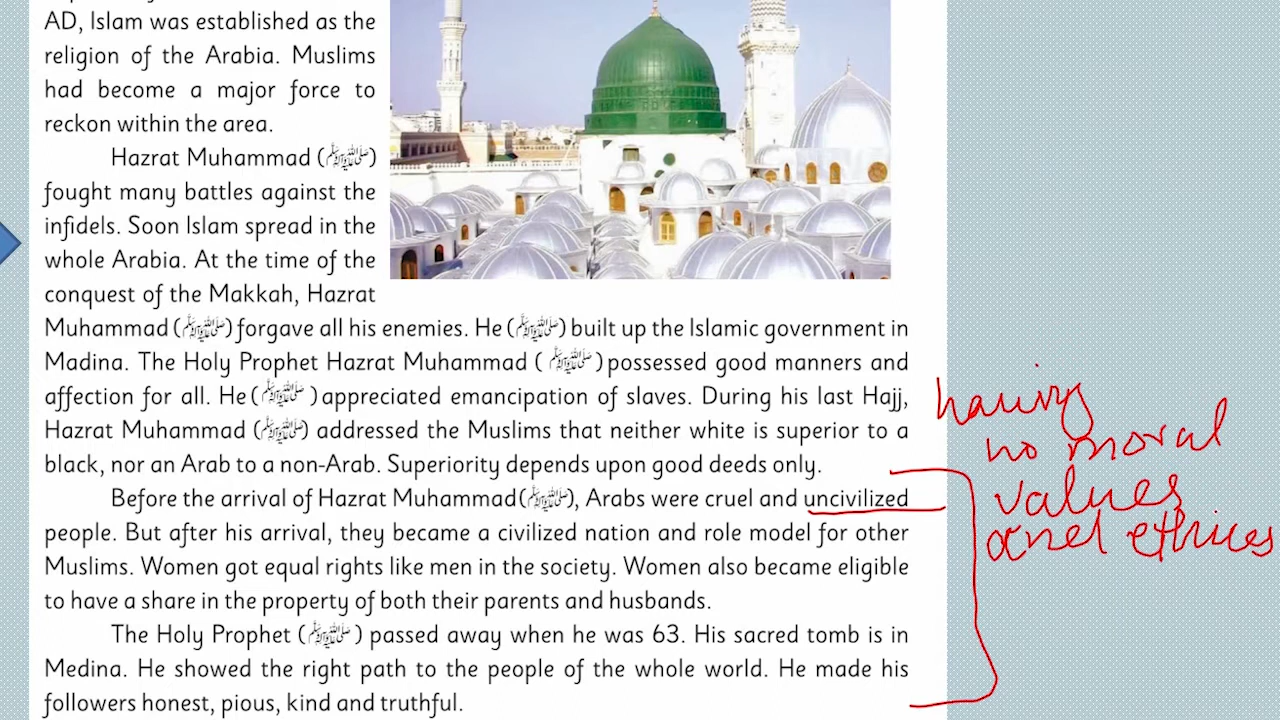 And Islam was established as the
religion of the Arabia. Muslims
had become a major force to
reckon within the area.
Hazrat Muhammad (ﷺ)
fought many battles against the
infidels. Soon Islam spread in the
whole Arabia. At the time of the
conquest of the Makkah, Hazrat
Muhammad (ﷺ) forgave all his enemies. He (ﷺ) built up the Islamic government in
Madina. The Holy Prophet Hazrat Muhammad ( ﷺ) possessed good manners and
affection for all. He (ﷺ ) appreciated emancipation of slaves. During his last Hajj,
Hazrat Muhammad (ﷺ) addressed the Muslims that neither white is superior to a
black, nor an Arab to a non-Arab. Superiority depends upon good deeds only.
Before the arrival of Hazrat Muhammad(ﷺ), Arabs were cruel and uncivilized
people. But after his arrival, they became a civilized nation and role model for other
Muslims. Women got equal rights like men in the society. Women also became eligible
to have a share in the property of both their parents and husbands.
The Holy Prophet (ﷺ ) passed away when he was 63. His sacred tomb is in
Medina. He showed the right path to the people of the whole world. He made his
followers honest, pious, kind and truthful.
having
no moral
values
and ethices